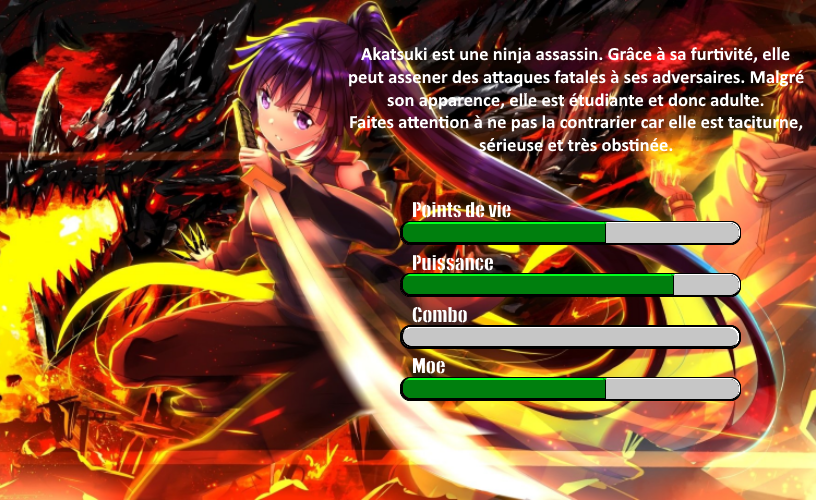 Akatsuki est une ninja assassin. Grâce à sa furtivité, elle
peut assener des attaques fatales à ses adversaires. Malgré
son apparence, elle est étudiante et donc adulte.
Faites attention à ne pas la contrarier car elle est taciturne,
sérieuse et très obstinée.
Points de vie
Puissance
Combo
Moe